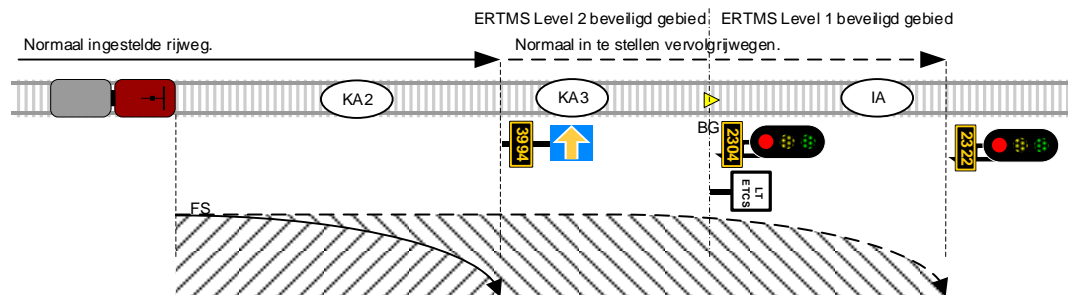 ERTMS Level 2 beveiligd gebied
ERTMS Level 1 beveiligd gebied
Normaal ingestelde rijweg.
Normaal in te stellen vervolgrijwegen.
KA2
KA3
IA
BG
3994
2304
2322
LT
ETCS
FS